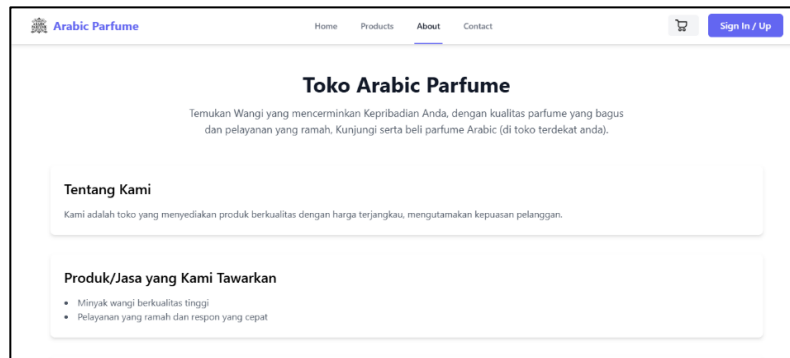 Arabic Parfume
Home Products About Contact
Sign In / Up
Toko Arabic Parfume
Temukan Wangi yang mencerminkan Kepribadian Anda, dengan kualitas parfume yang bagus
dan pelayanan yang ramah, Kunjungi serta beli parfume Arabic (di toko terdekat anda).
Tentang Kami
Kami adalah toko yang menyediakan produk berkualitas dengan harga terjangkau, mengutamakan kepuasan pelanggan.
Produk/Jasa yang Kami Tawarkan
• Minyak wangi berkualitas tinggi
• Pelayanan yang ramah dan respon yang cepat